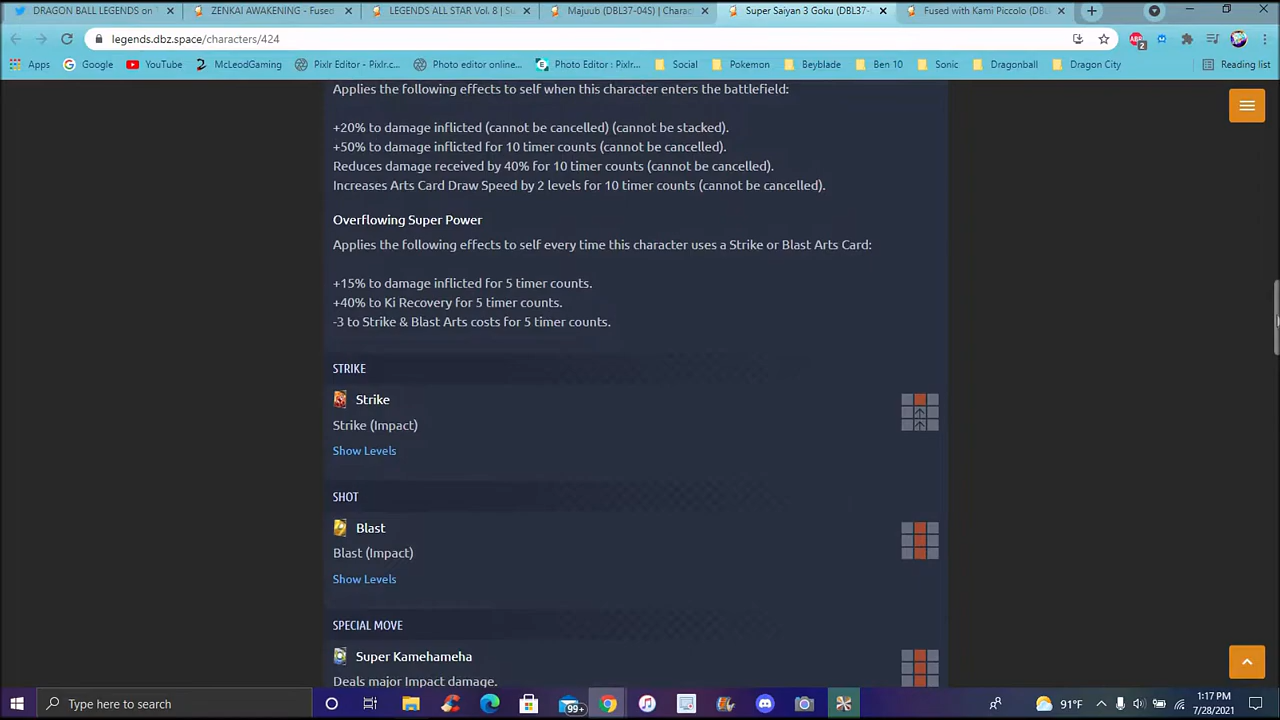 DRAGON BALL LEGENDS on T
ZENKAI AWAKENING - Fused
LEGENDS ALL STAR Vol. 8 | Su
Majuub (DBL37-04S) | Charac
Super Saiyan 3 Goku (DBL37-
Fused with Kami Piccolo (DBL
legends.dbz.space/characters/424
ABP
2
Apps
Google
YouTube
McLeodGaming
Pixlr Editor - Pixlr.c...
Photo editor online...
Photo Editor : Pixlr...
Social
Pokemon
Beyblade
Ben 10
Sonic
Dragonball
Dragon City
Reading list
Applies the following effects to self when this character enters the battlefield:
+20% to damage inflicted (cannot be cancelled) (cannot be stacked).
+50% to damage inflicted for 10 timer counts (cannot be cancelled).
Reduces damage received by 40% for 10 timer counts (cannot be cancelled).
Increases Arts Card Draw Speed by 2 levels for 10 timer counts (cannot be cancelled).
Overflowing Super Power
Applies the following effects to self every time this character uses a Strike or Blast Arts Card:
+15% to damage inflicted for 5 timer counts.
+40% to Ki Recovery for 5 timer counts.
-3 to Strike & Blast Arts costs for 5 timer counts.
STRIKE
Strike
Strike (Impact)
Show Levels
SHOT
Blast
Blast (Impact)
Show Levels
SPECIAL MOVE
Super Kamehameha
Deals major Impact damage.
Type here to search
99+
91°F
1:17 PM
7/28/2021